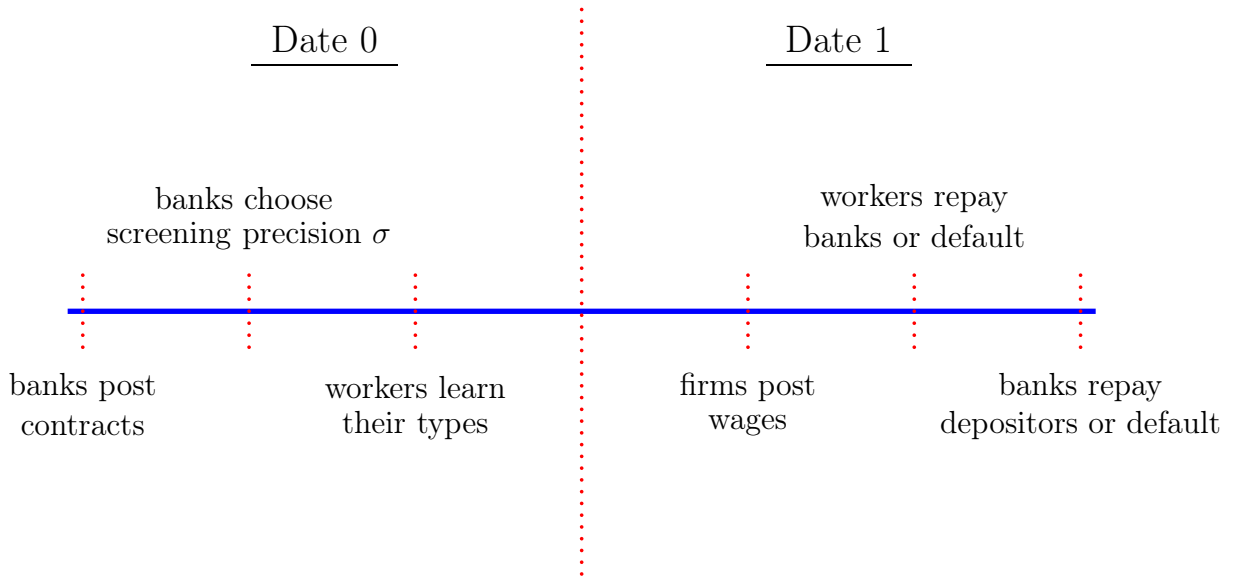 Date 0
Date 1
banks choose
screening precision σ
workers repay
banks or default
banks post
contracts
workers learn
their types
firms post
wages
banks repay
depositors or default